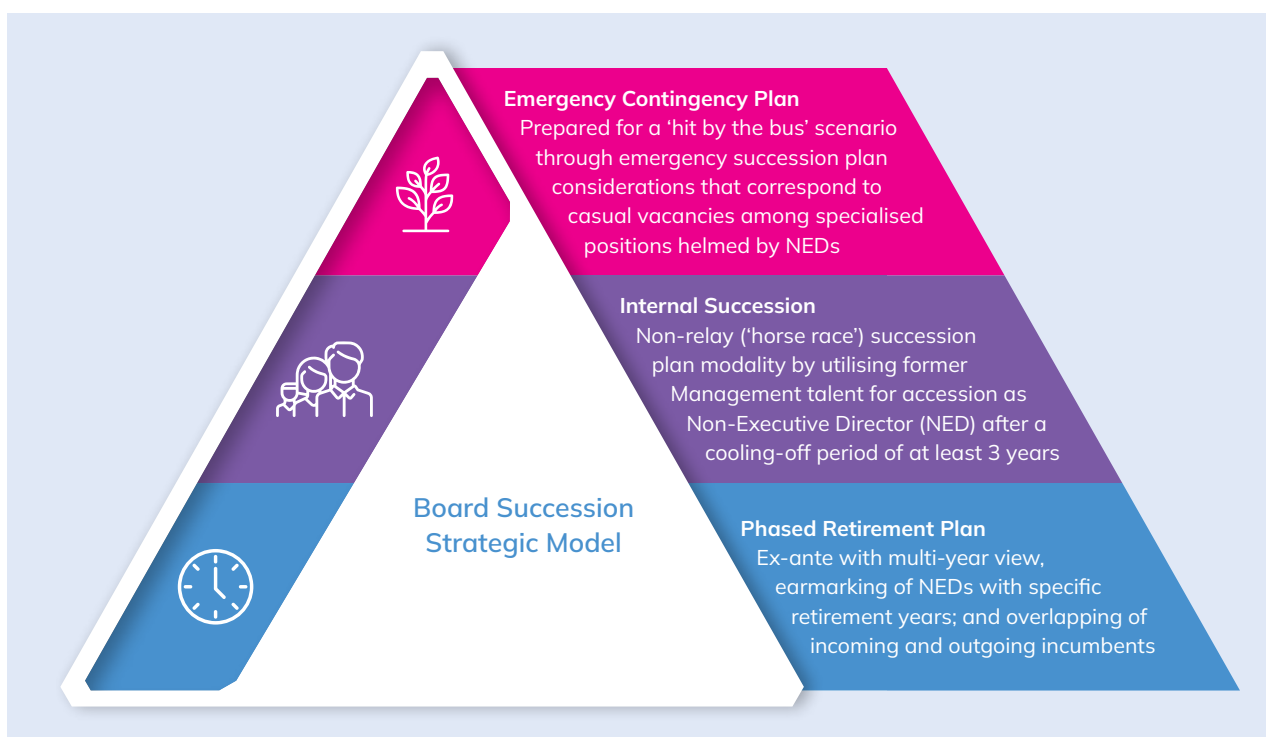 Emergency Contingency Plan
Prepared for a ‘hit by the bus’ scenario
through emergency succession plan
considerations that correspond to
casual vacancies among specialised
positions helmed by NEDs
Internal Succession
Non-relay (‘horse race’) succession
plan modality by utilising former
Management talent for accession as
Non-Executive Director (NED) after a
cooling-off period of at least 3 years
Board Succession
Strategic Model
Phased Retirement Plan
Ex-ante with multi-year view,
earmarking of NEDs with specific
retirement years; and overlapping of
incoming and outgoing incumbents